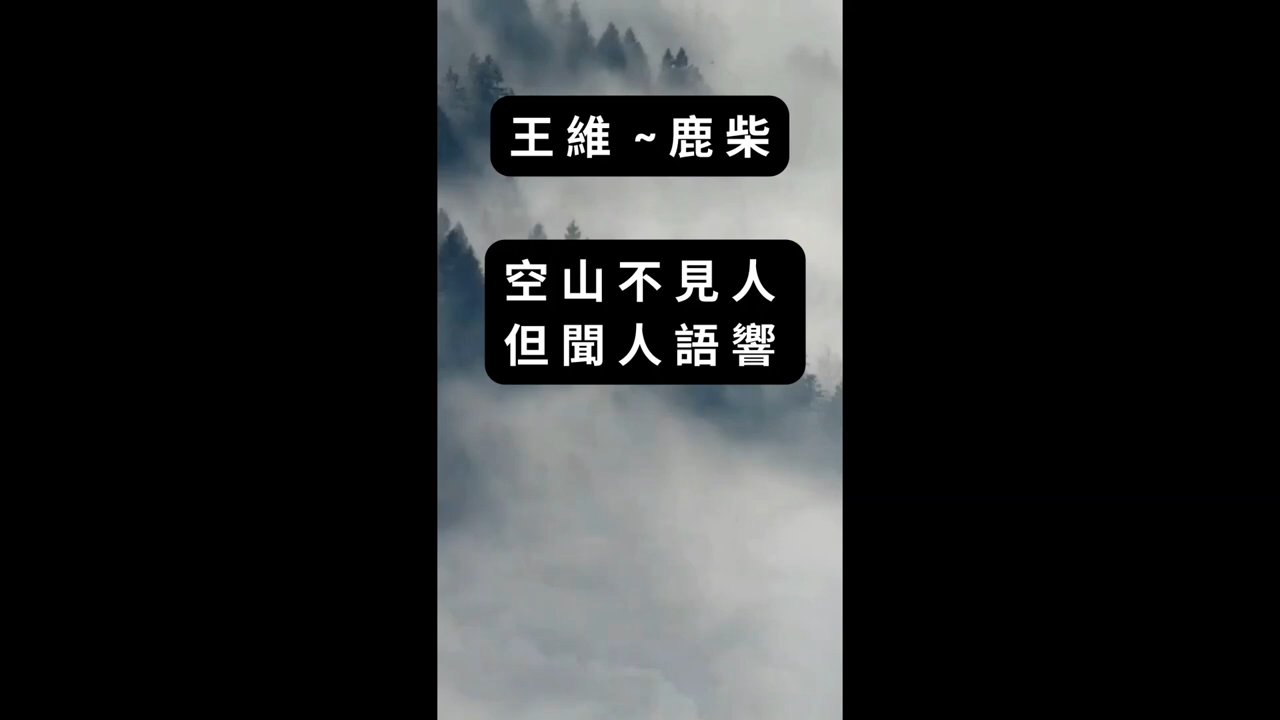 王維 ~鹿柴
空山不見人
但聞人語響